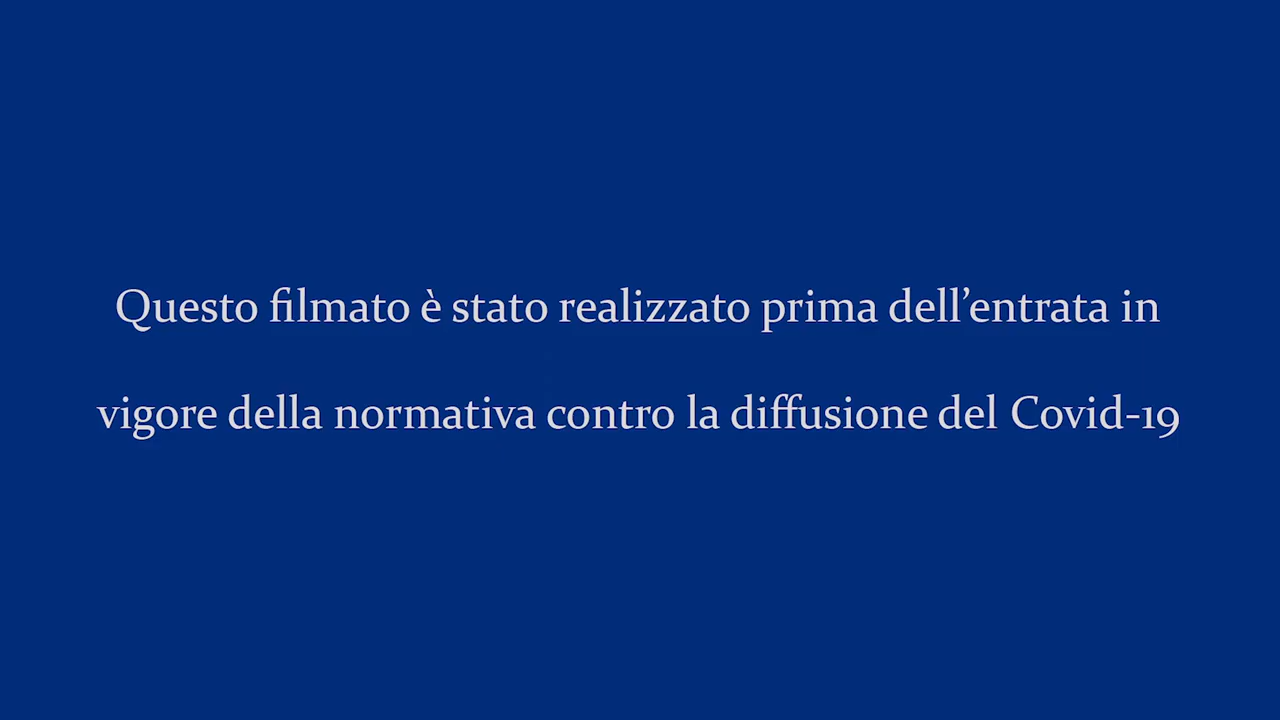 Questo filmato è stato realizzato prima dell’entrata in
vigore della normativa contro la diffusione del Covid-19